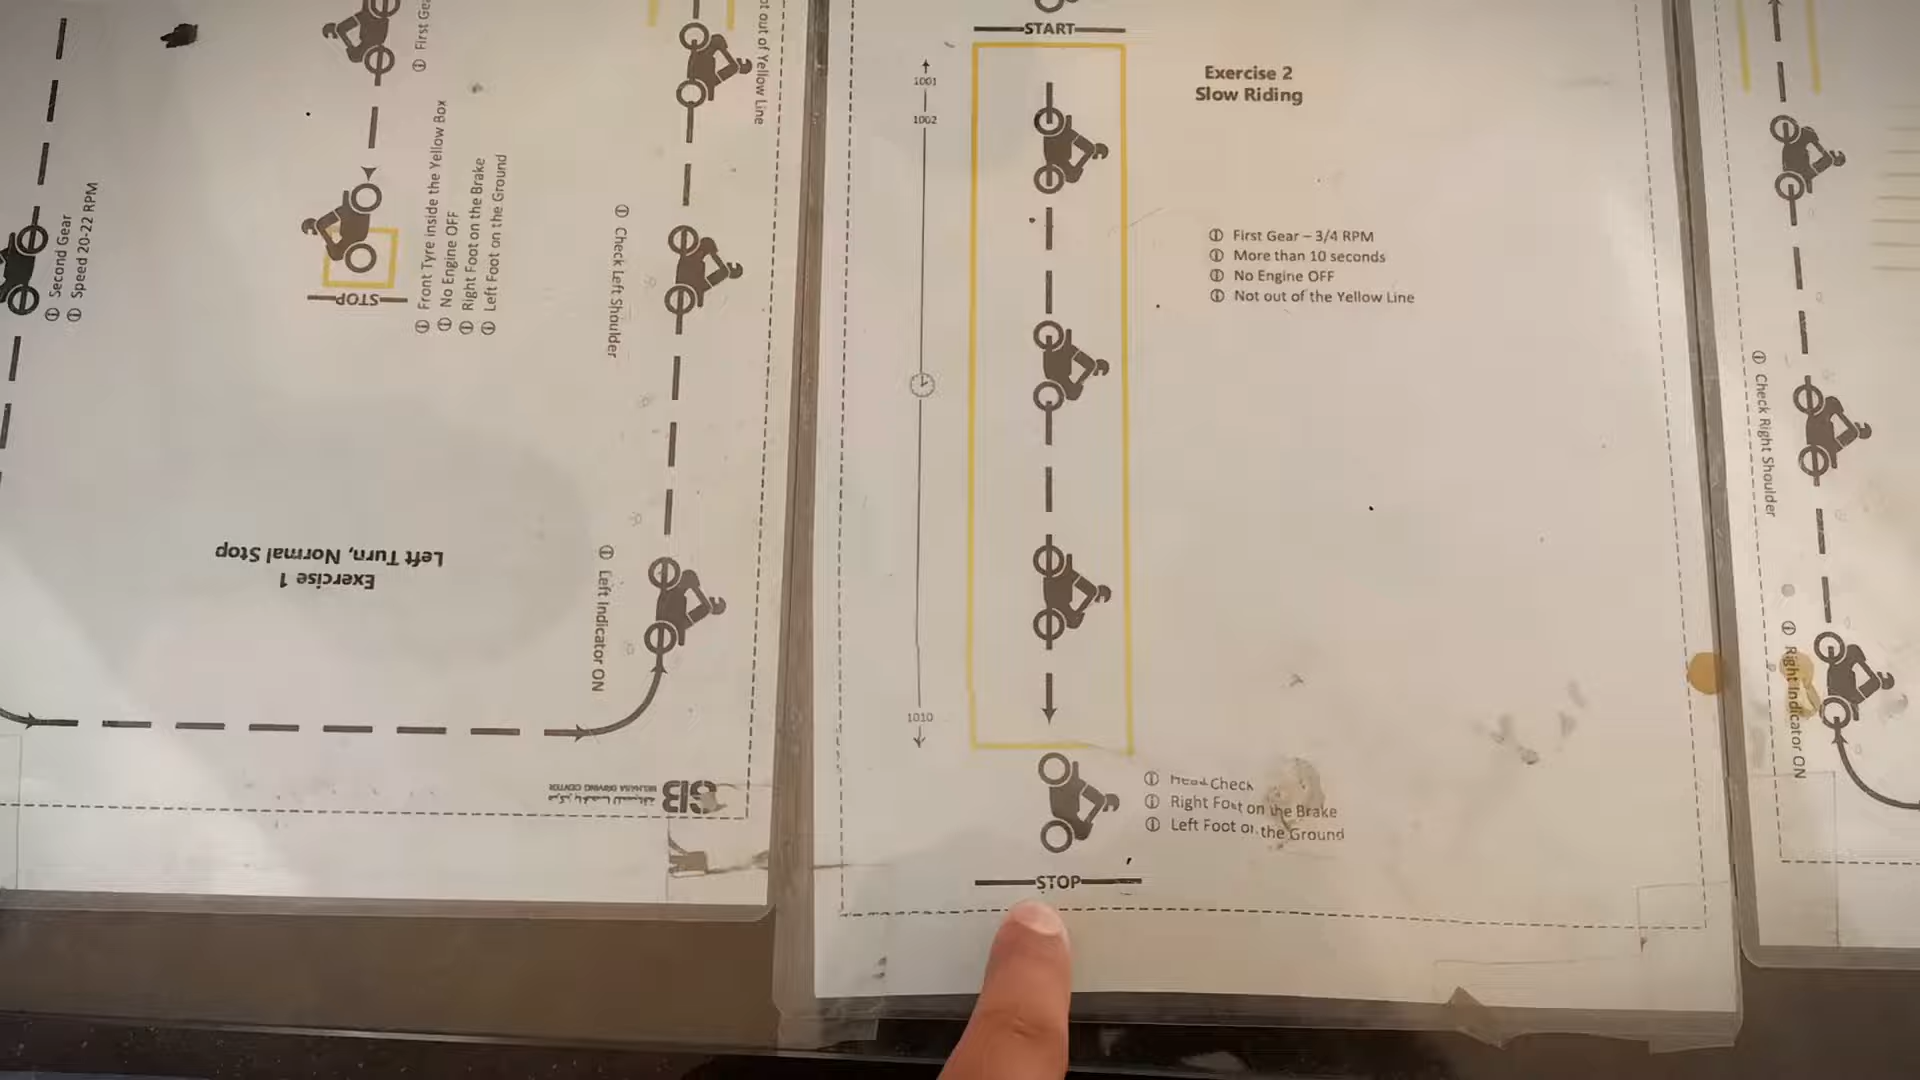 Second Gear
Speed 20-22 RPM
STOP
Front Tyre inside the Yellow Box
No Engine OFF
Right Foot on the Brake
Left Foot on the Ground
First
out of Yellow Line
Check Left Shoulder
Left Indicator ON
Exercise 1
Left Turn, Normal Stop
BELHASA DRIVING CENTER
START
1001
1002
1010
Exercise 2
Slow Riding
First Gear – 3/4 RPM
More than 10 seconds
No Engine OFF
Not out of the Yellow Line
Head Check
Right Foot on the Brake
Left Foot on the Ground
STOP
Check Right Shoulder
Right Indicator ON